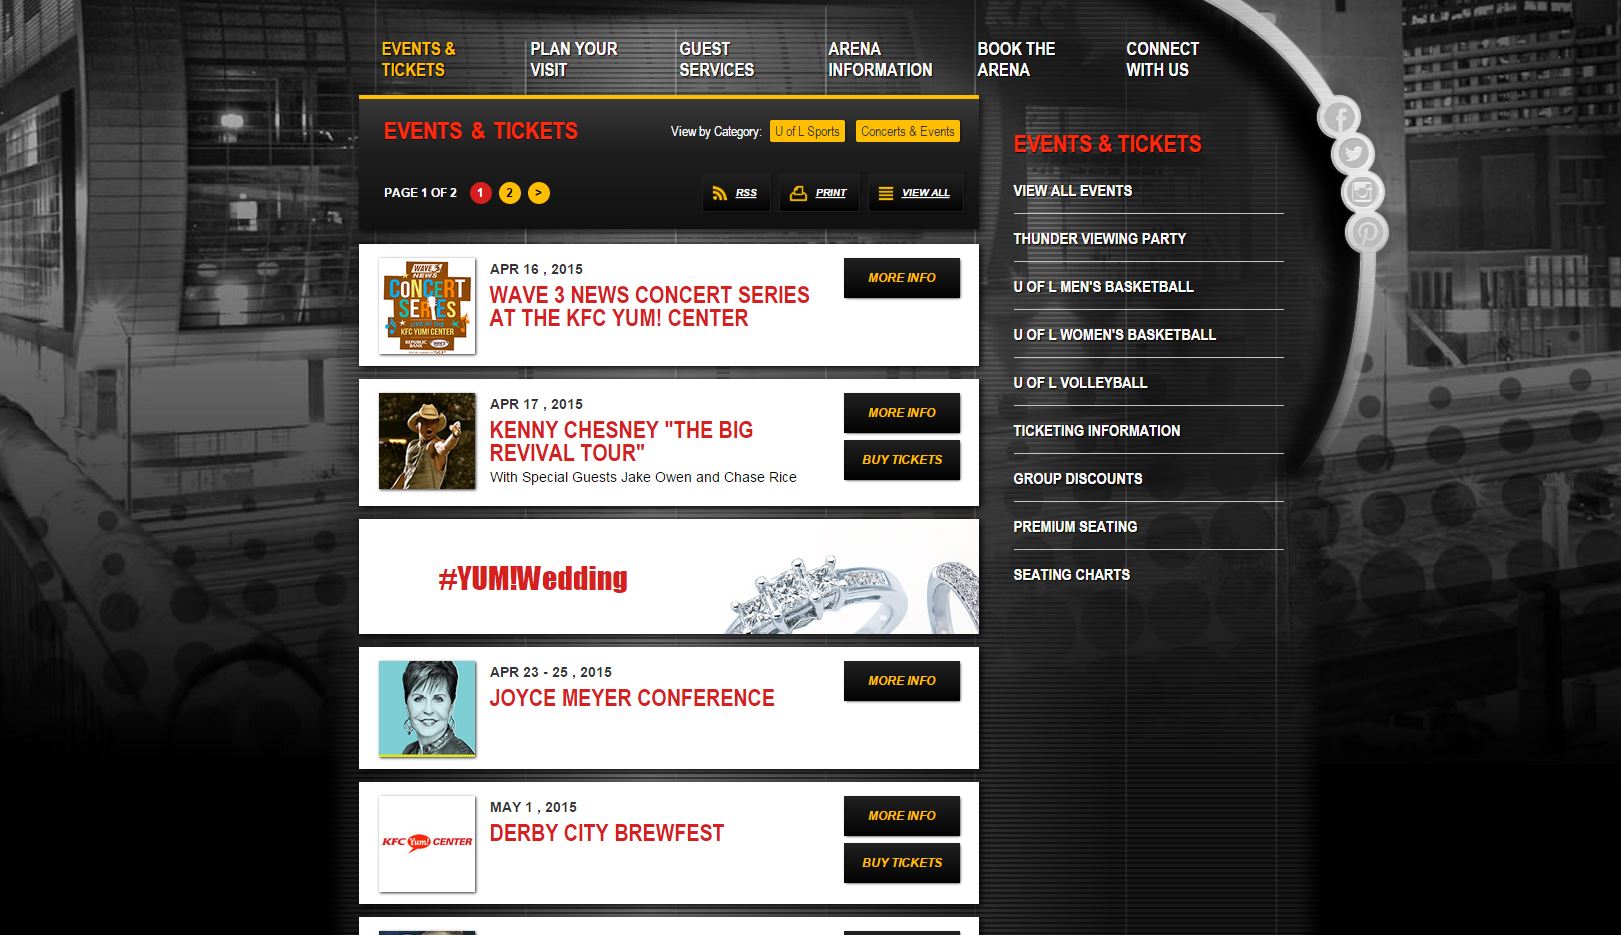 EVENTS &
TICKETS
PLAN YOUR
VISIT
GUEST
SERVICES
ARENA
INFORMATION
BOOK THE
ARENA
CONNECT
WITH US
EVENTS & TICKETS
View by Category:
U of L Sports
Concerts & Events
PAGE 1 OF 2
1
2
>
RSS
PRINT
VIEW ALL
WAVE 3
NEWS
CONCERT
SERIES
LIVE AT THE
KFC YUM! CENTER
REPUBLIC
BANK
APR 16 , 2015
WAVE 3 NEWS CONCERT SERIES
AT THE KFC YUM! CENTER
MORE INFO
APR 17 , 2015
KENNY CHESNEY "THE BIG
REVIVAL TOUR"
With Special Guests Jake Owen and Chase Rice
MORE INFO
BUY TICKETS
#YUM!Wedding
APR 23 - 25 , 2015
JOYCE MEYER CONFERENCE
MORE INFO
KFC Yum! CENTER
MAY 1 , 2015
DERBY CITY BREWFEST
MORE INFO
BUY TICKETS
EVENTS & TICKETS
VIEW ALL EVENTS
THUNDER VIEWING PARTY
U OF L MEN'S BASKETBALL
U OF L WOMEN'S BASKETBALL
U OF L VOLLEYBALL
TICKETING INFORMATION
GROUP DISCOUNTS
PREMIUM SEATING
SEATING CHARTS
KFC